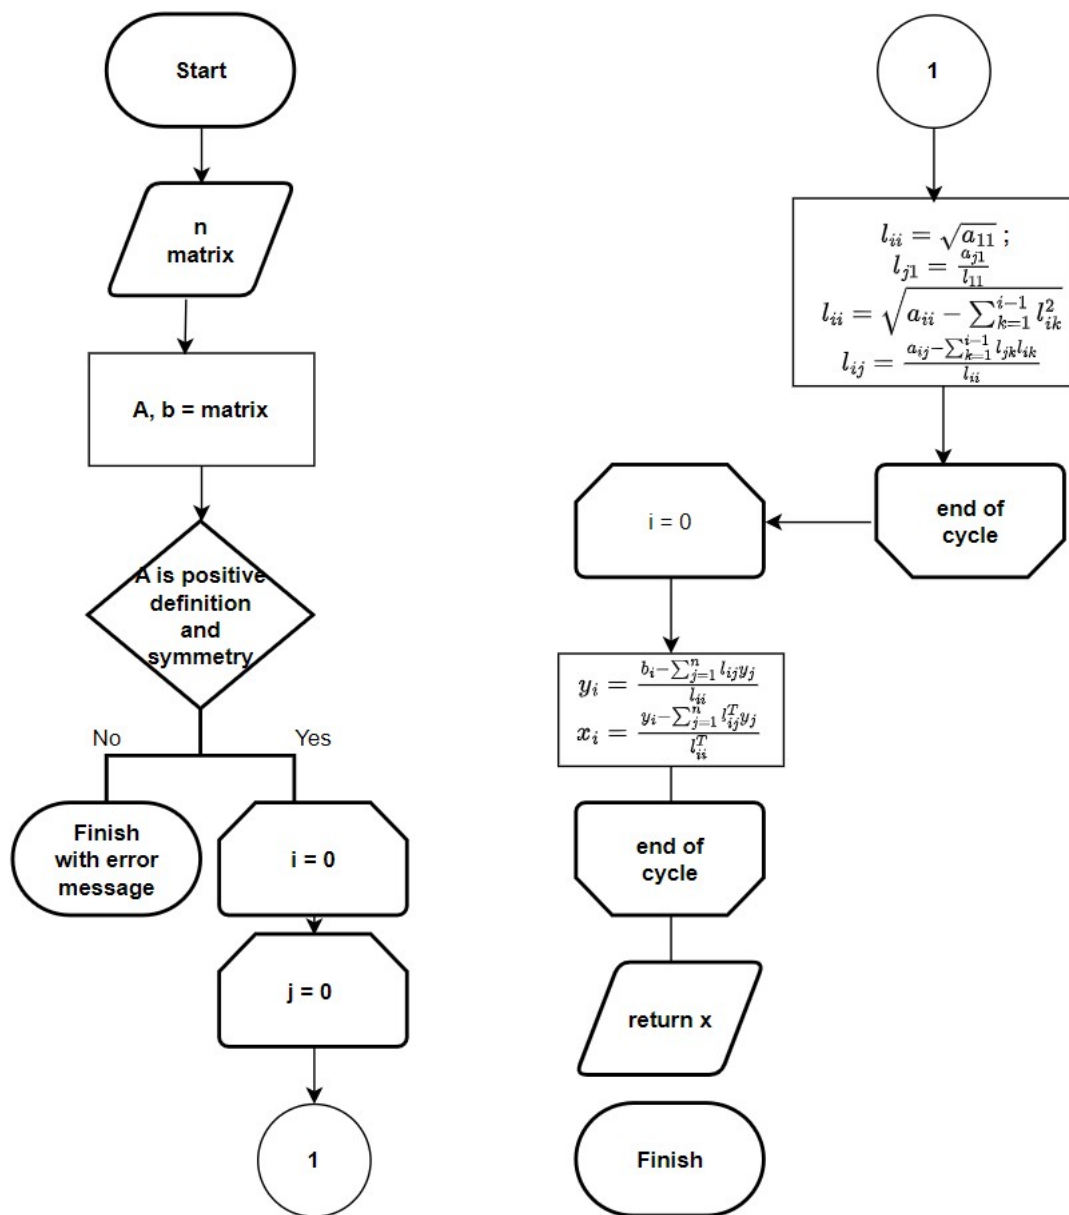 Start
n
matrix
A, b = matrix
A is positive
definition
and
symmetry
No
Yes
Finish
with error
message
i = 0
j = 0
1
1
l_{ii} = \sqrt{a_{11}} ;
l_{j1} = \frac{a_{j1}}{l_{11}}
l_{ii} = \sqrt{a_{ii} - \sum_{k=1}^{i-1} l_{ik}^2}
l_{ij} = \frac{a_{ij} - \sum_{k=1}^{i-1} l_{jk} l_{ik}}{l_{ii}}
end of
cycle
i = 0
y_i = \frac{b_i - \sum_{j=1}^{n} l_{ij} y_j}{l_{ii}}
x_i = \frac{y_i - \sum_{j=1}^{n} l_{ij}^T y_j}{l_{ii}^T}
end of
cycle
return x
Finish